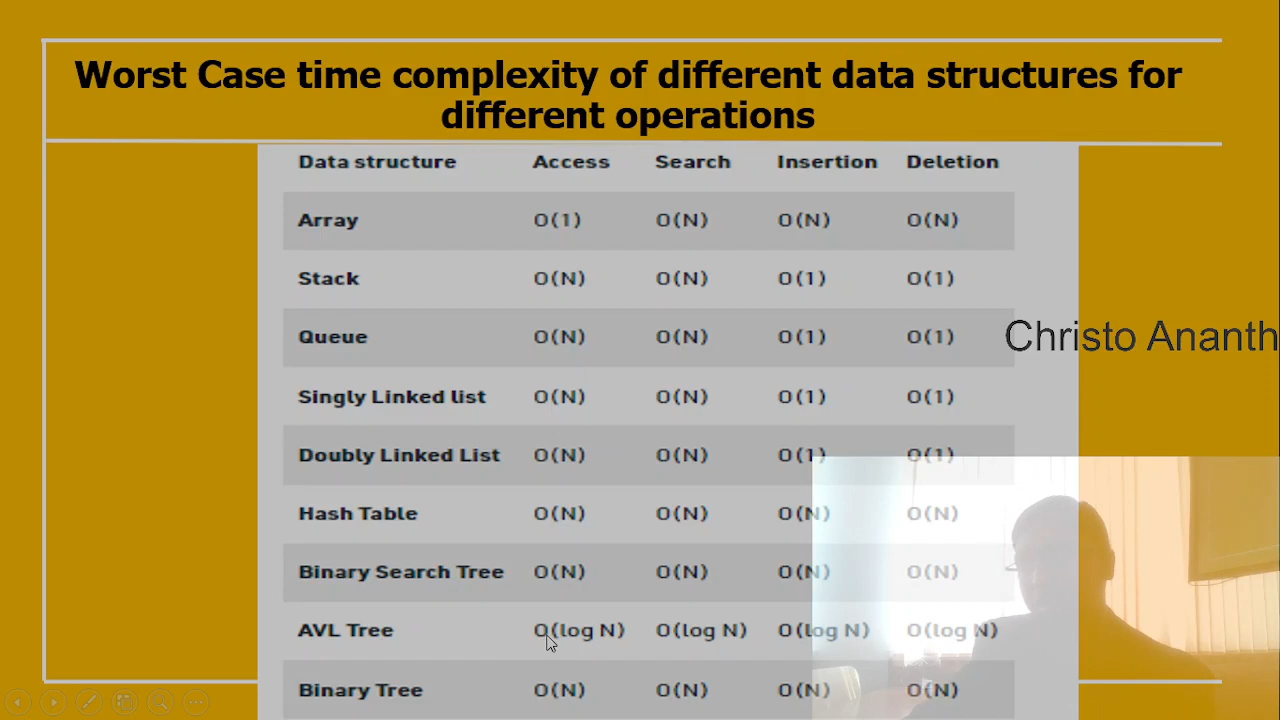 Worst Case time complexity of different data structures for
different operations
Data structure Access Search Insertion Deletion
Array O(1) O(N) O(N) O(N)
Stack O(N) O(N) O(1) O(1)
Queue O(N) O(N) O(1) O(1)
Christo Ananth
Singly Linked list O(N) O(N) O(1) O(1)
Doubly Linked List O(N) O(N) O(1) O(1)
Hash Table O(N) O(N) O(N) O(N)
Binary Search Tree O(N) O(N) O(N) O(N)
AVL Tree O(log N) O(log N) O(log N) O(log N)
Binary Tree O(N) O(N) O(N) O(N)